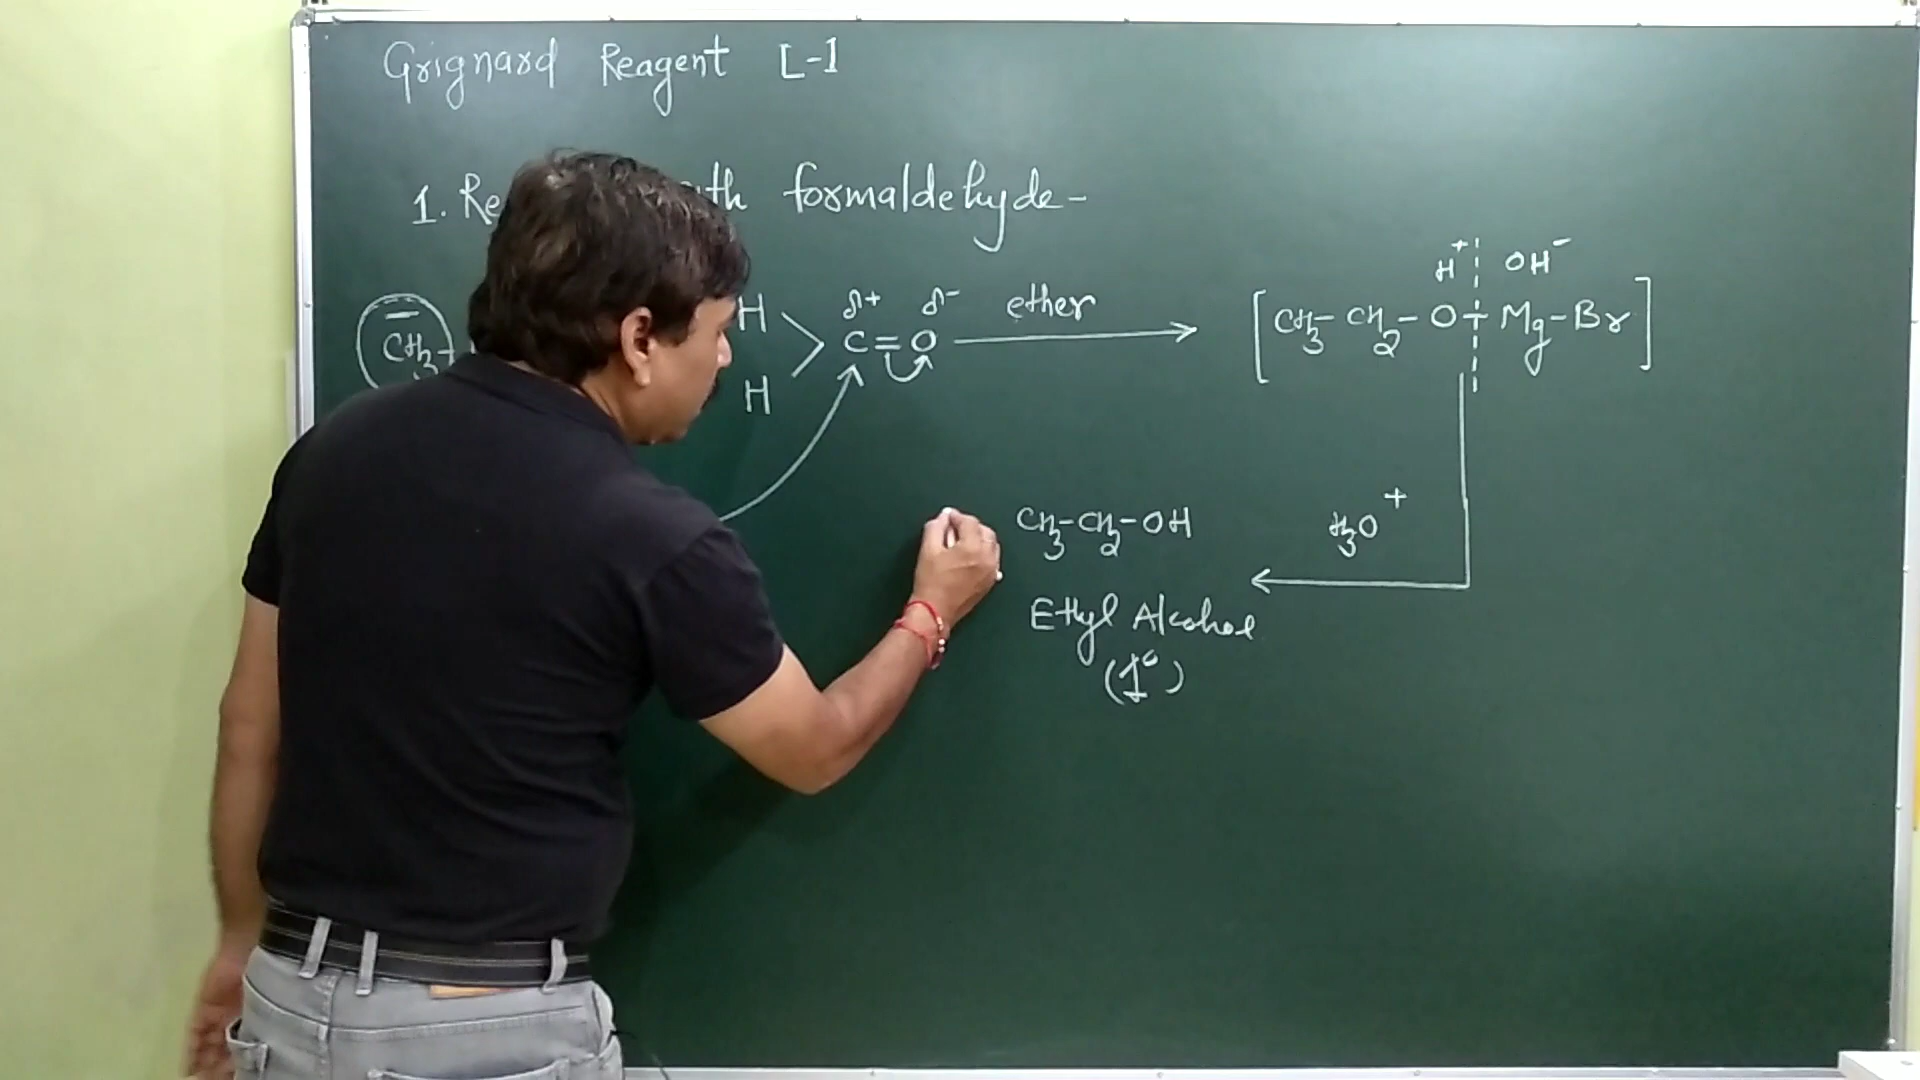 Grignard Reagent L-1
1. Re th formaldehyde-
CH3 H H C=O δ+ δ- ether [CH3-CH2-O-Mg-Br] H+ OH-
CH3-CH2-OH H3O+
Ethyl Alcohol
(1°)